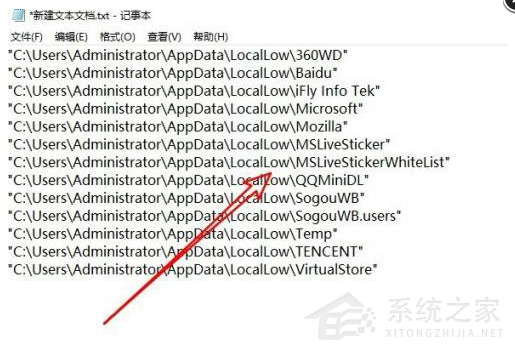 *新建文本文档.txt - 记事本
文件(F) 编辑(E) 格式(O) 查看(V) 帮助(H)
"C:\Users\Administrator\AppData\LocalLow\360WD"
"C:\Users\Administrator\AppData\LocalLow\Baidu"
"C:\Users\Administrator\AppData\LocalLow\iFly Info Tek"
"C:\Users\Administrator\AppData\LocalLow\Microsoft"
"C:\Users\Administrator\AppData\LocalLow\Mozilla"
"C:\Users\Administrator\AppData\LocalLow\MSLiveSticker"
"C:\Users\Administrator\AppData\LocalLow\MSLiveStickerWhiteList"
"C:\Users\Administrator\AppData\LocalLow\QQMiniDL"
"C:\Users\Administrator\AppData\LocalLow\SogouWB"
"C:\Users\Administrator\AppData\LocalLow\SogouWB.users"
"C:\Users\Administrator\AppData\LocalLow\Temp"
"C:\Users\Administrator\AppData\LocalLow\TENCENT"
"C:\Users\Administrator\AppData\LocalLow\VirtualStore"
系统之家
XITONGZHIJIA.NET